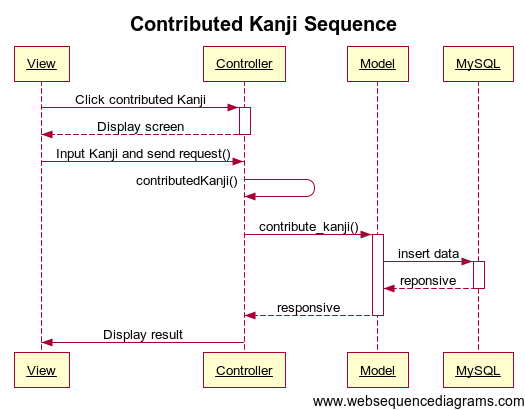 Contributed Kanji Sequence
View Controller Model MySQL
Click contributed Kanji
Display screen
Input Kanji and send request()
contributedKanji()
contribute_kanji()
insert data
reponsive
responsive
Display result
View Controller Model MySQL
www.websequencediagrams.com